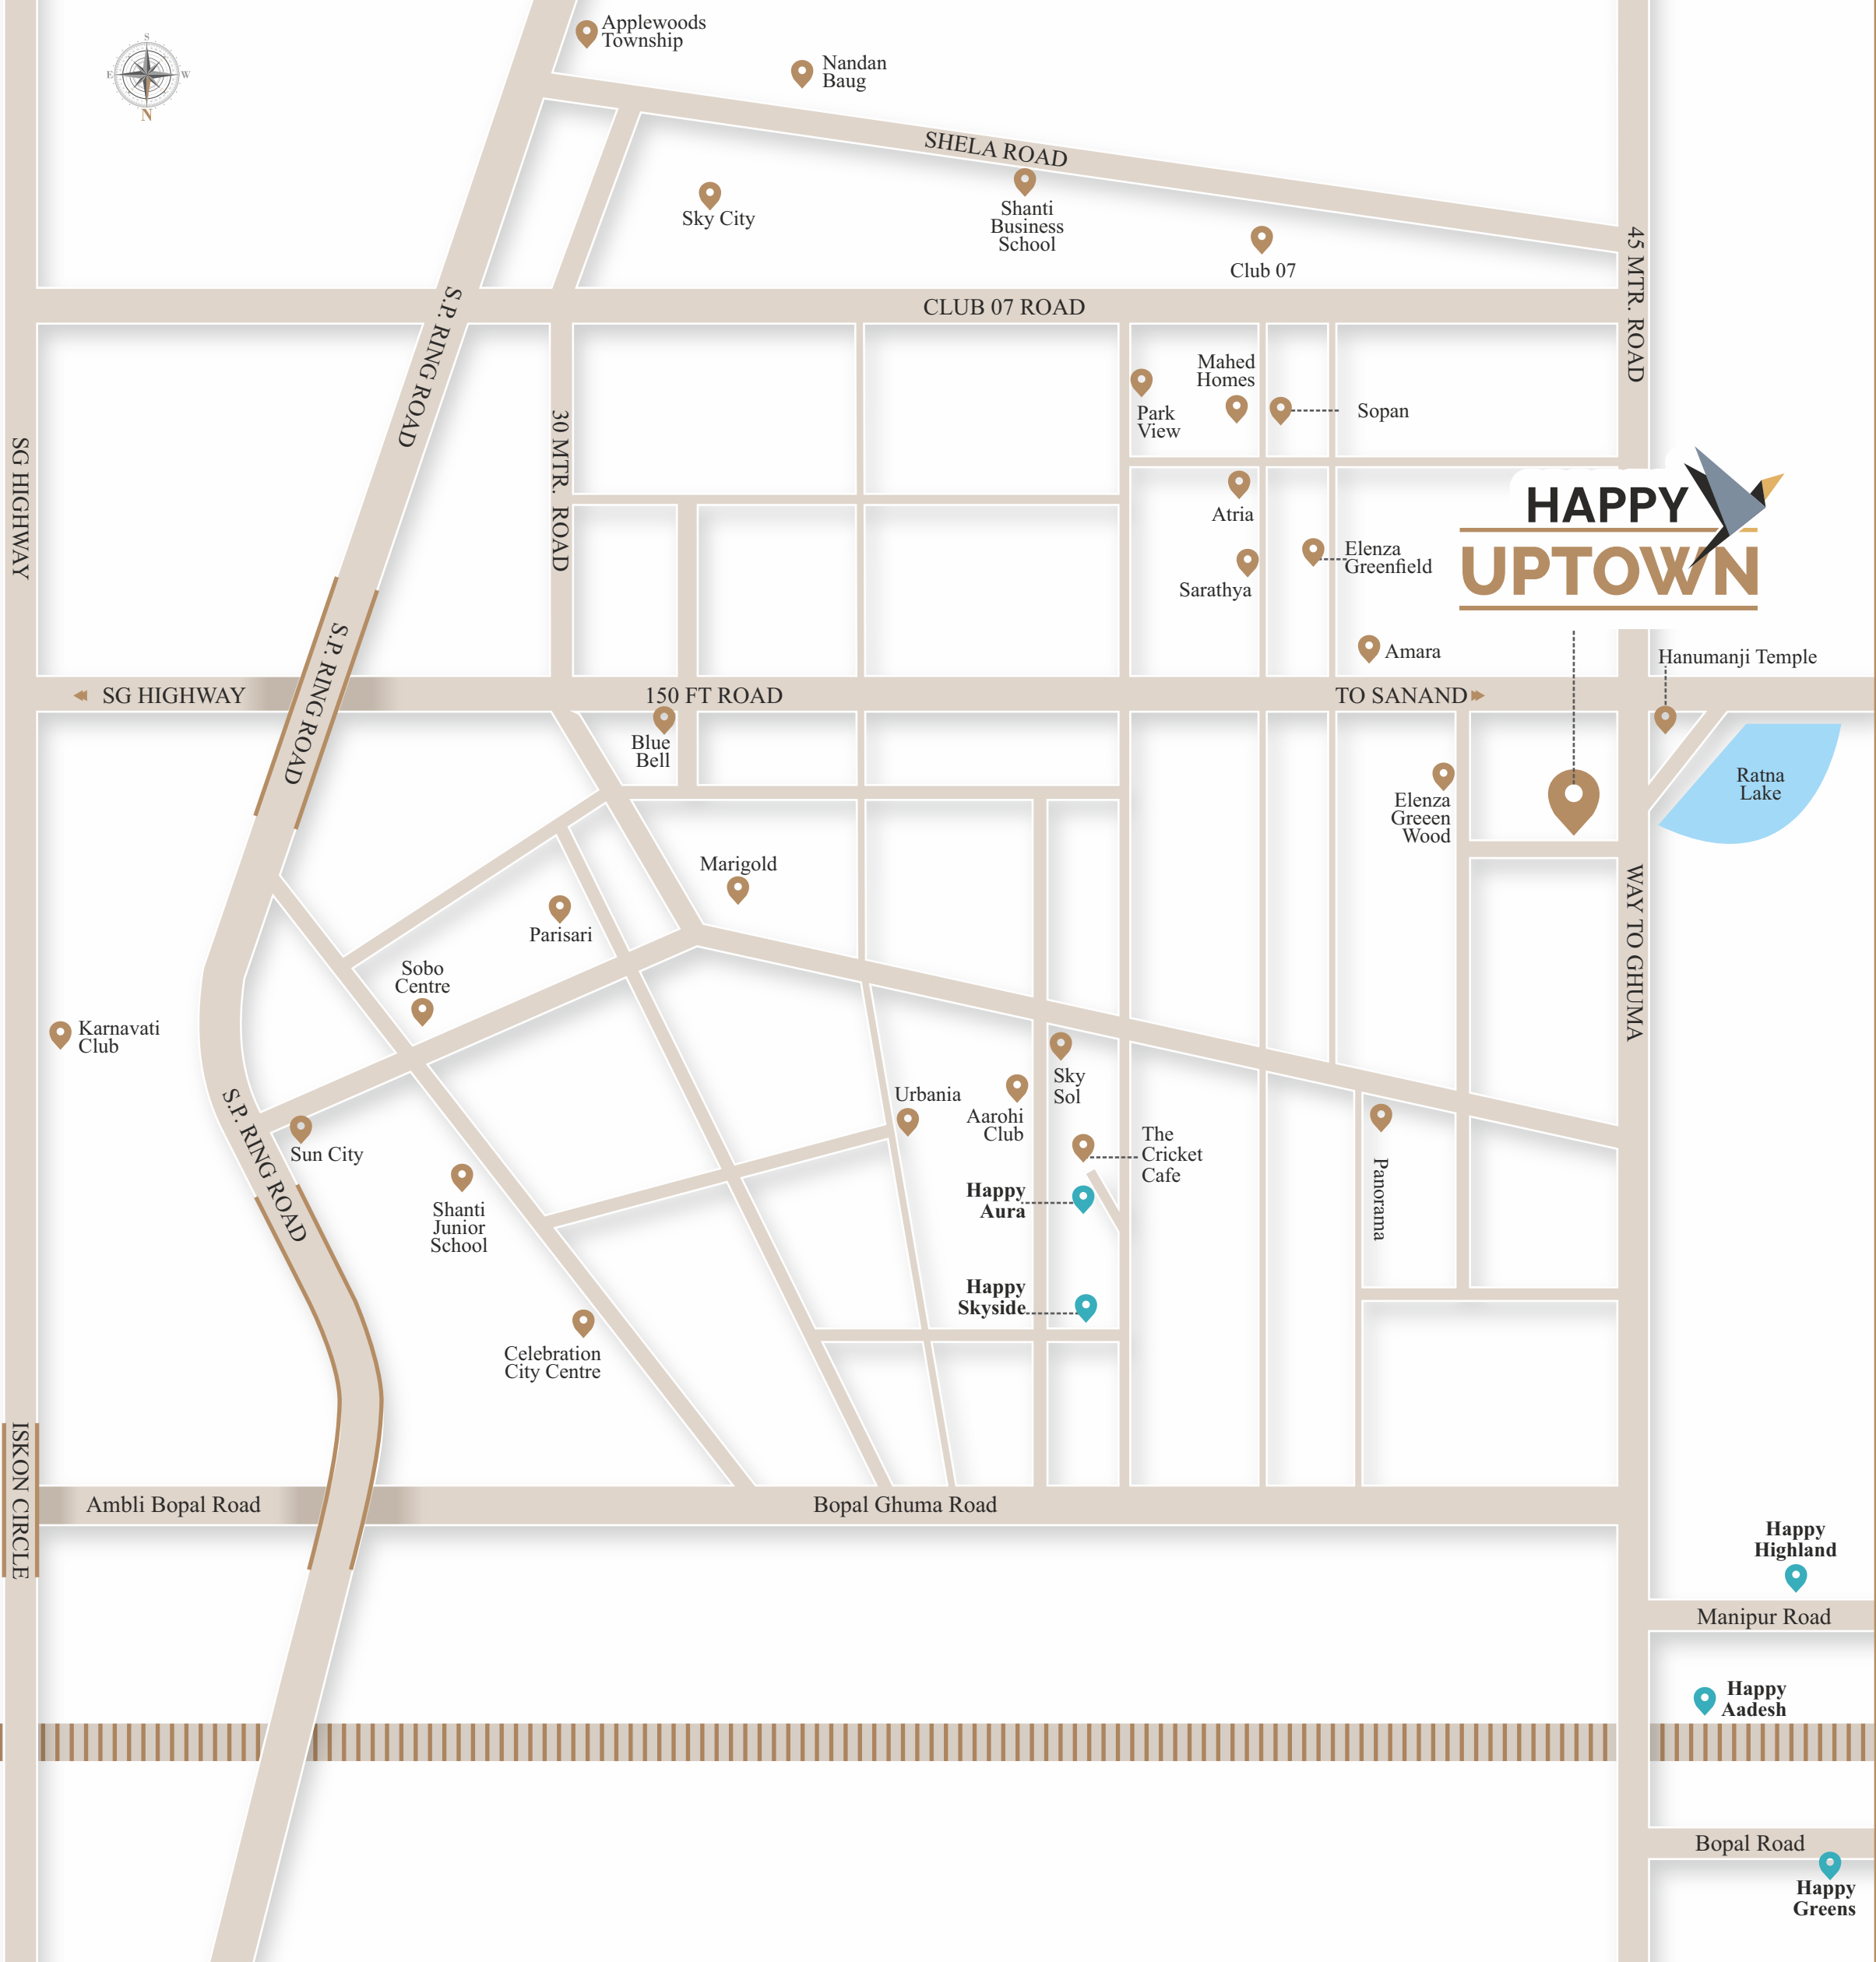 Applewoods
Township
S
E
W
N
Nandan
Baug
SHELA ROAD
Sky City
Shanti
Business
School
Club 07
45 MTR. ROAD
S.P. RING ROAD
CLUB 07 ROAD
Mahed
Homes
Park
View
Sopan
SG HIGHWAY
30 MTR. ROAD
HAPPY
UPTOWN
Atria
Elenza
Greenfield
Sarathya
Amara
Hanumanji Temple
S.P. RING ROAD
SG HIGHWAY
150 FT ROAD
TO SANAND
Blue
Bell
Ratna
Lake
Elenza
Greeen
Wood
Marigold
WAY TO GHUMA
Parisari
Sobo
Centre
Karnavati
Club
Sky
Sol
Urbania
Aarohi
Club
S.P. RING ROAD
Sun City
The
Cricket
Cafe
Panorama
Happy
Aura
Shanti
Junior
School
Happy
Skyside
Celebration
City Centre
ISKON CIRCLE
Ambli Bopal Road
Bopal Ghuma Road
Happy
Highland
Manipur Road
Happy
Aadesh
Bopal Road
Happy
Greens